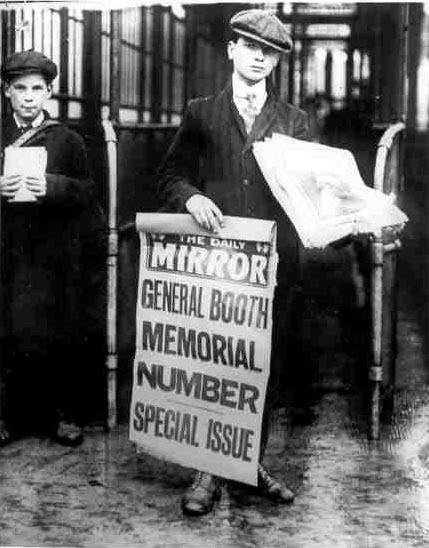 THE DAILY
MIRROR
GENERAL BOOTH
MEMORIAL
NUMBER
SPECIAL ISSUE